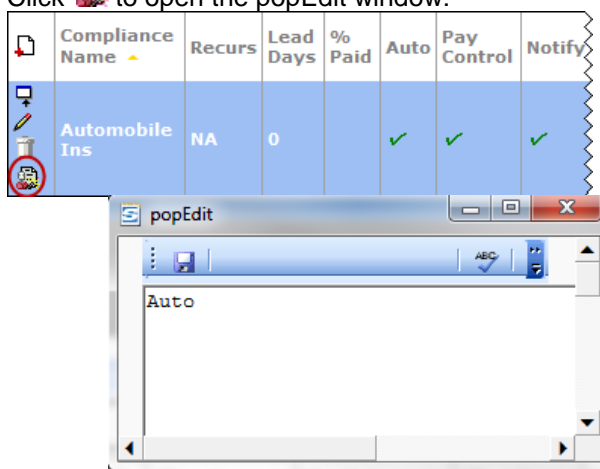 Click to open the popEdit window.
Compliance Name Recurs Lead Days % Paid Auto Pay Control Notify
Automobile Ins NA 0
popEdit
ABC
Auto